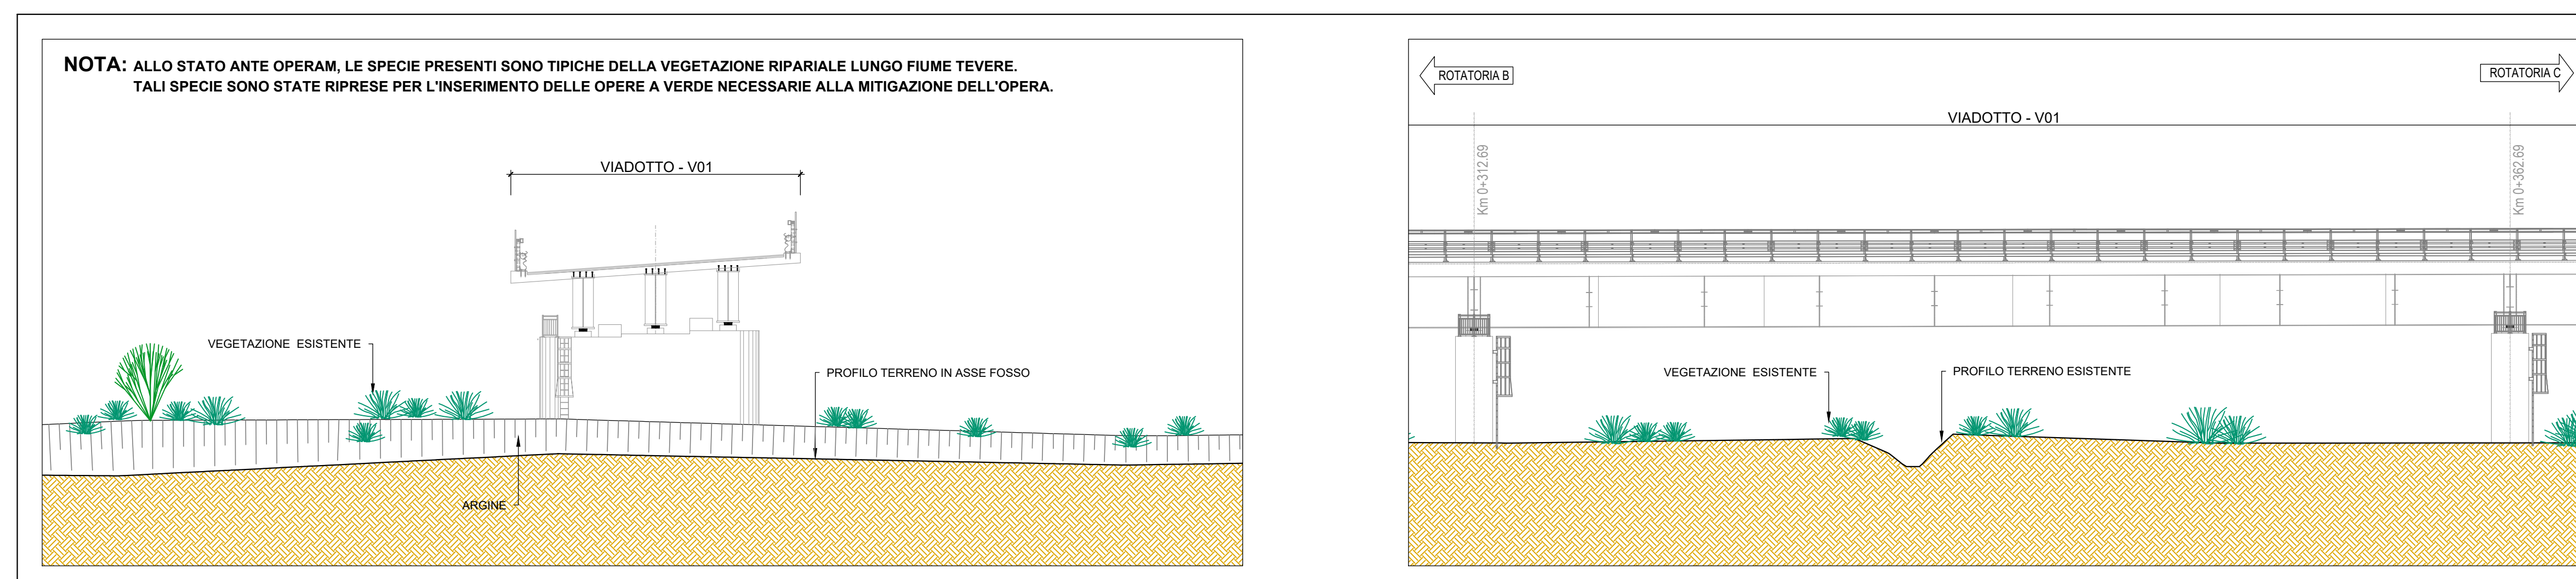 NOTA: ALLO STATO ANTE OPERAM, LE SPECIE PRESENTI SONO TIPICHE DELLA VEGETAZIONE RIPARIALE LUNGO FIUME TEVERE.
TALI SPECIE SONO STATE RIPRESE PER L'INSERIMENTO DELLE OPERE A VERDE NECESSARIE ALLA MITIGAZIONE DELL'OPERA.
VIADOTTO - V01
VEGETAZIONE ESISTENTE
PROFILO TERRENO IN ASSE FOSSO
ARGINE
ROTATORIA B
ROTATORIA C
VIADOTTO - V01
Km 0+312.69
Km 0+362.69
VEGETAZIONE ESISTENTE
PROFILO TERRENO ESISTENTE